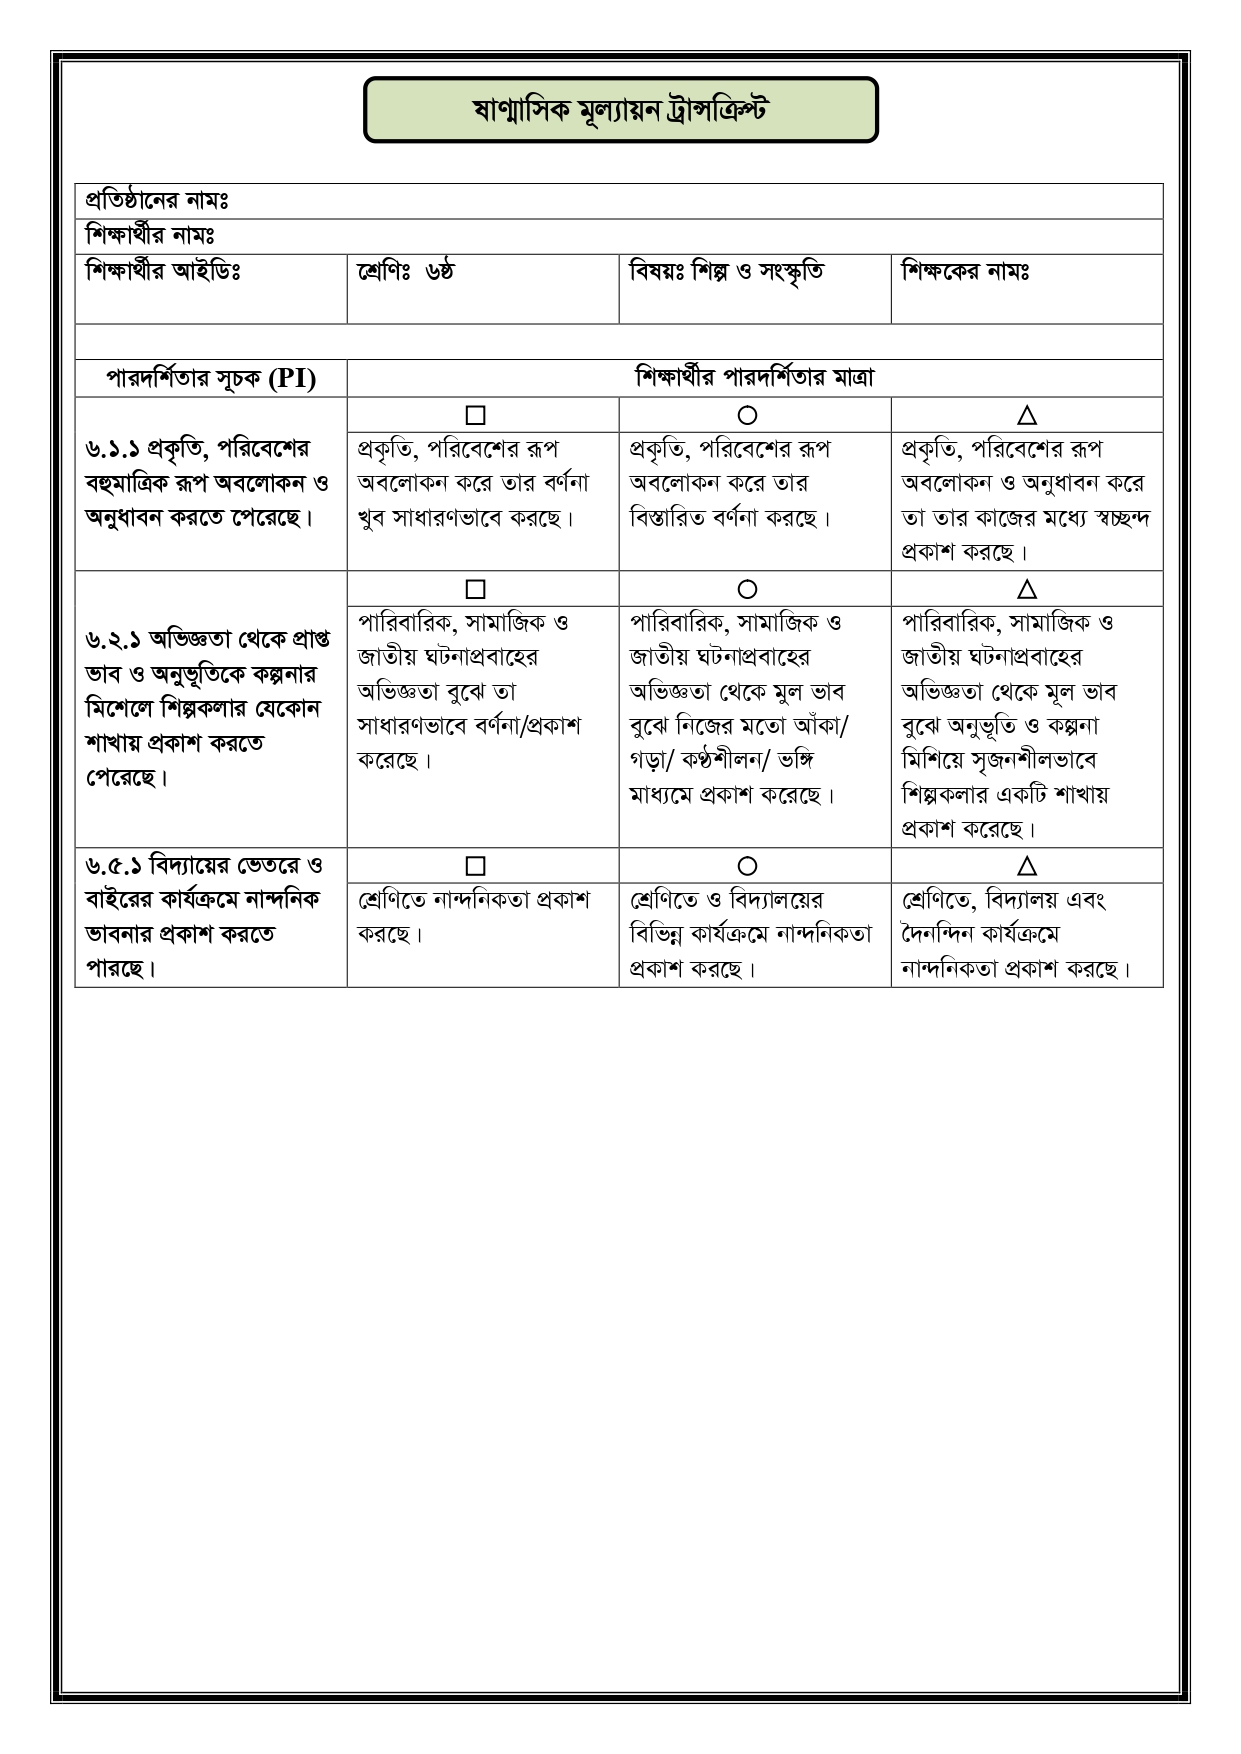 ষাণ্মাসিক মূল্যায়ন ট্রান্সক্রিপ্ট
প্রতিষ্ঠানের নামঃ
শিক্ষার্থীর নামঃ
শিক্ষার্থীর আইডিঃ
শ্রেণিঃ ৬ষ্ঠ
বিষয়ঃ শিল্প ও সংস্কৃতি
শিক্ষকের নামঃ
পারদর্শিতার সূচক (PI)
শিক্ষার্থীর পারদর্শিতার মাত্রা
৬.১.১ প্রকৃতি, পরিবেশের
বহুমাত্রিক রূপ অবলোকন ও
অনুধাবন করতে পেরেছে।
□
প্রকৃতি, পরিবেশের রূপ
অবলোকন করে তার বর্ণনা
খুব সাধারণভাবে করছে।
○
প্রকৃতি, পরিবেশের রূপ
অবলোকন করে তার
বিস্তারিত বর্ণনা করছে।
△
প্রকৃতি, পরিবেশের রূপ
অবলোকন ও অনুধাবন করে
তা তার কাজের মধ্যে স্বচ্ছন্দ
প্রকাশ করছে।
৬.২.১ অভিজ্ঞতা থেকে প্রাপ্ত
ভাব ও অনুভূতিকে কল্পনার
মিশেলে শিল্পকলার যেকোন
শাখায় প্রকাশ করতে
পেরেছে।
□
পারিবারিক, সামাজিক ও
জাতীয় ঘটনাপ্রবাহের
অভিজ্ঞতা বুঝে তা
সাধারণভাবে বর্ণনা/প্রকাশ
করেছে।
○
পারিবারিক, সামাজিক ও
জাতীয় ঘটনাপ্রবাহের
অভিজ্ঞতা থেকে মুল ভাব
বুঝে নিজের মতো আঁকা/
গড়া/ কণ্ঠশীলন/ ভঙ্গি
মাধ্যমে প্রকাশ করেছে।
△
পারিবারিক, সামাজিক ও
জাতীয় ঘটনাপ্রবাহের
অভিজ্ঞতা থেকে মূল ভাব
বুঝে অনুভূতি ও কল্পনা
মিশিয়ে সৃজনশীলভাবে
শিল্পকলার একটি শাখায়
প্রকাশ করেছে।
৬.৫.১ বিদ্যায়ের ভেতরে ও
বাইরের কার্যক্রমে নান্দনিক
ভাবনার প্রকাশ করতে
পারছে।
□
শ্রেণিতে নান্দনিকতা প্রকাশ
করছে।
○
শ্রেণিতে ও বিদ্যালয়ের
বিভিন্ন কার্যক্রমে নান্দনিকতা
প্রকাশ করছে।
△
শ্রেণিতে, বিদ্যালয় এবং
দৈনন্দিন কার্যক্রমে
নান্দনিকতা প্রকাশ করছে।